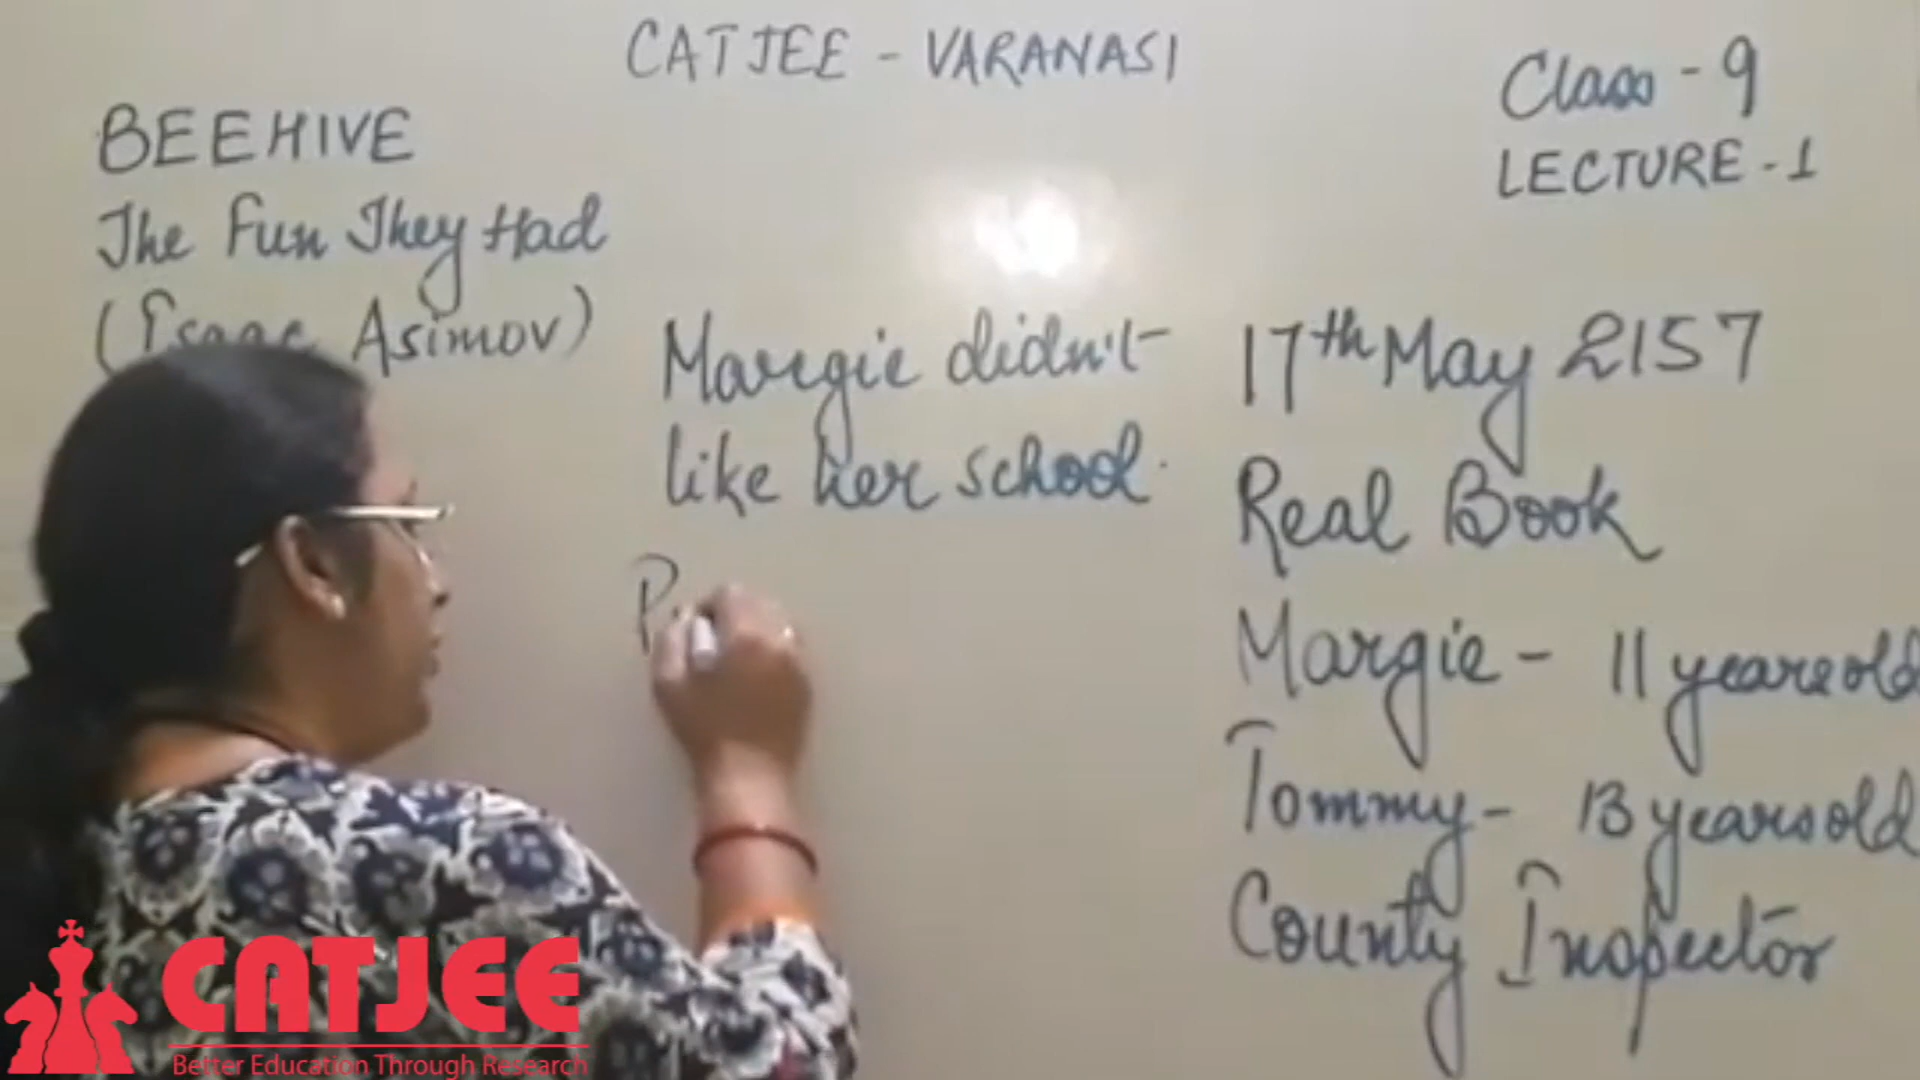 CATJEE - VARANASI
Class - 9
LECTURE - 1
BEEHIVE
The Fun They Had
(Isaac Asimov)
Margie didn't
like her school.
17th May 2157
Real Book
Margie - 11 years old
Tommy - 13 years old
County Inspector
CATJEE
Better Education Through Research